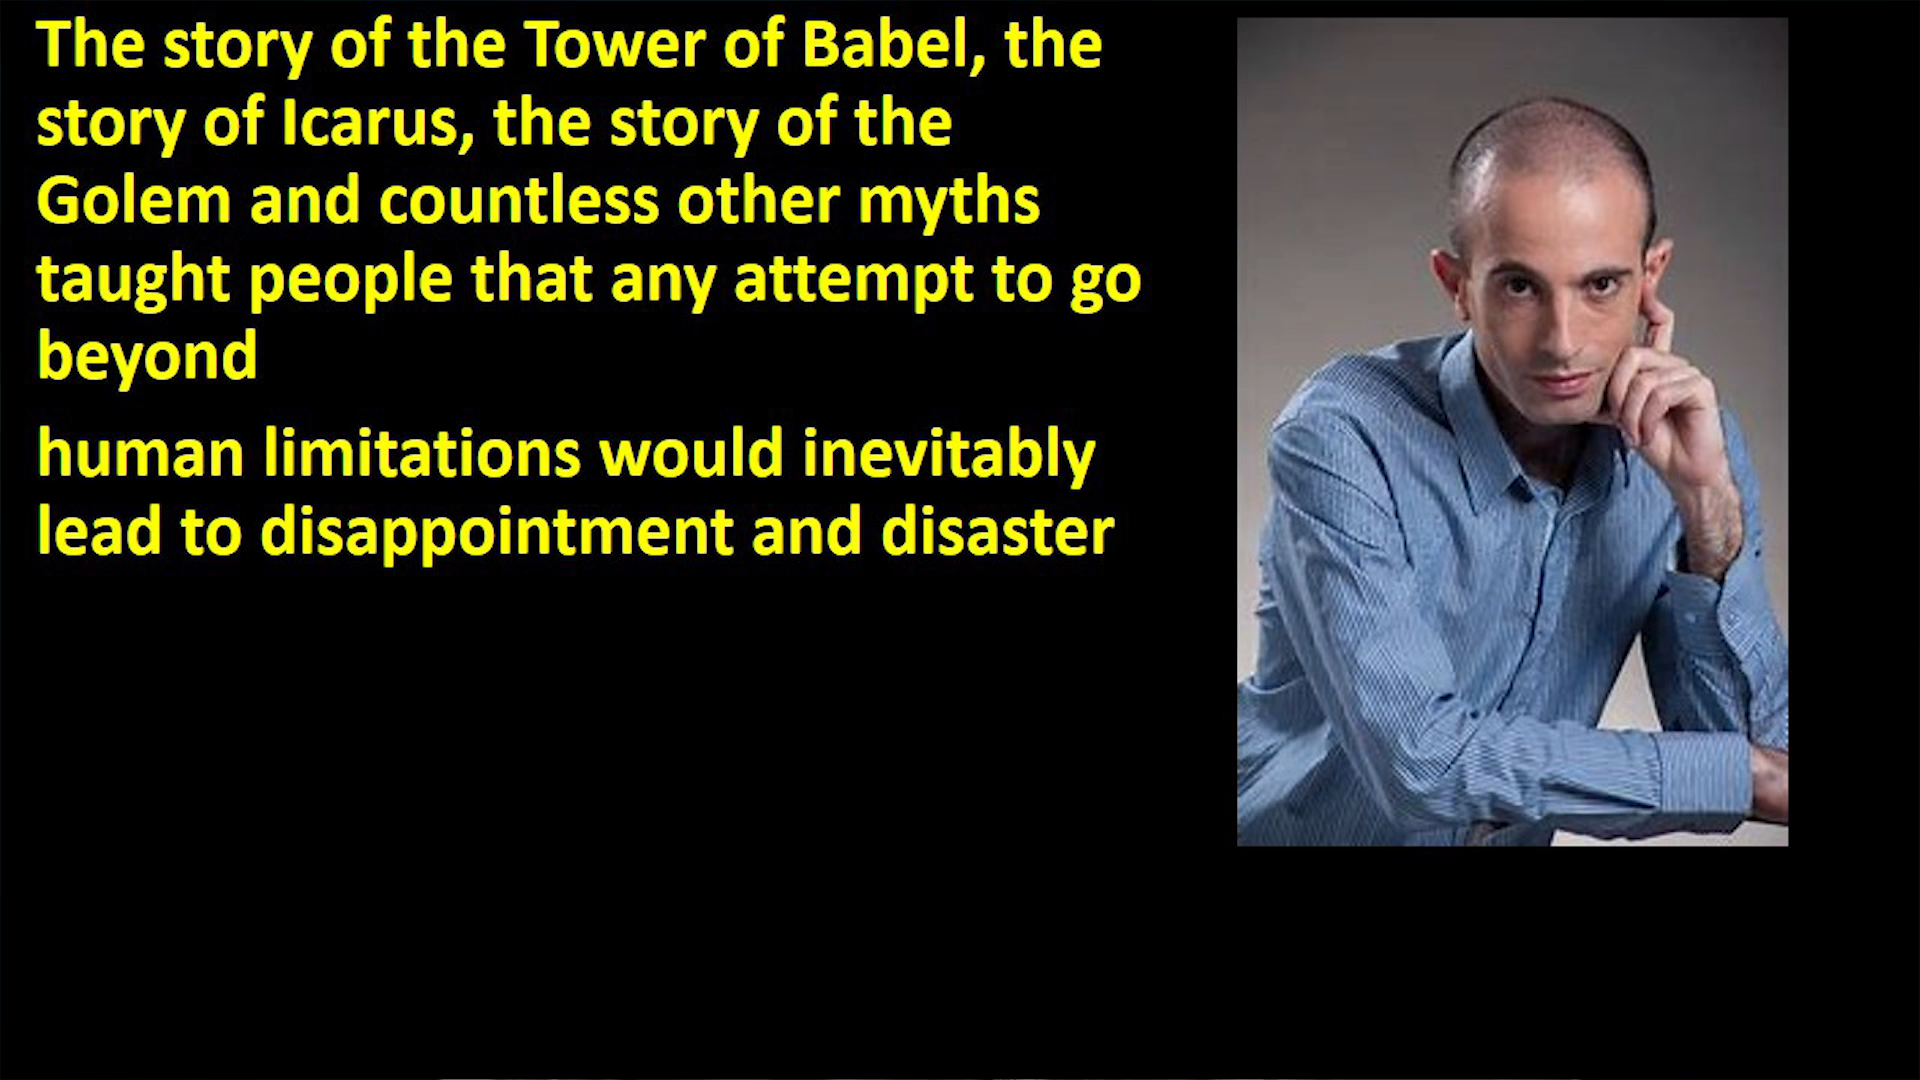 The story of the Tower of Babel, the
story of Icarus, the story of the
Golem and countless other myths
taught people that any attempt to go
beyond
human limitations would inevitably
lead to disappointment and disaster